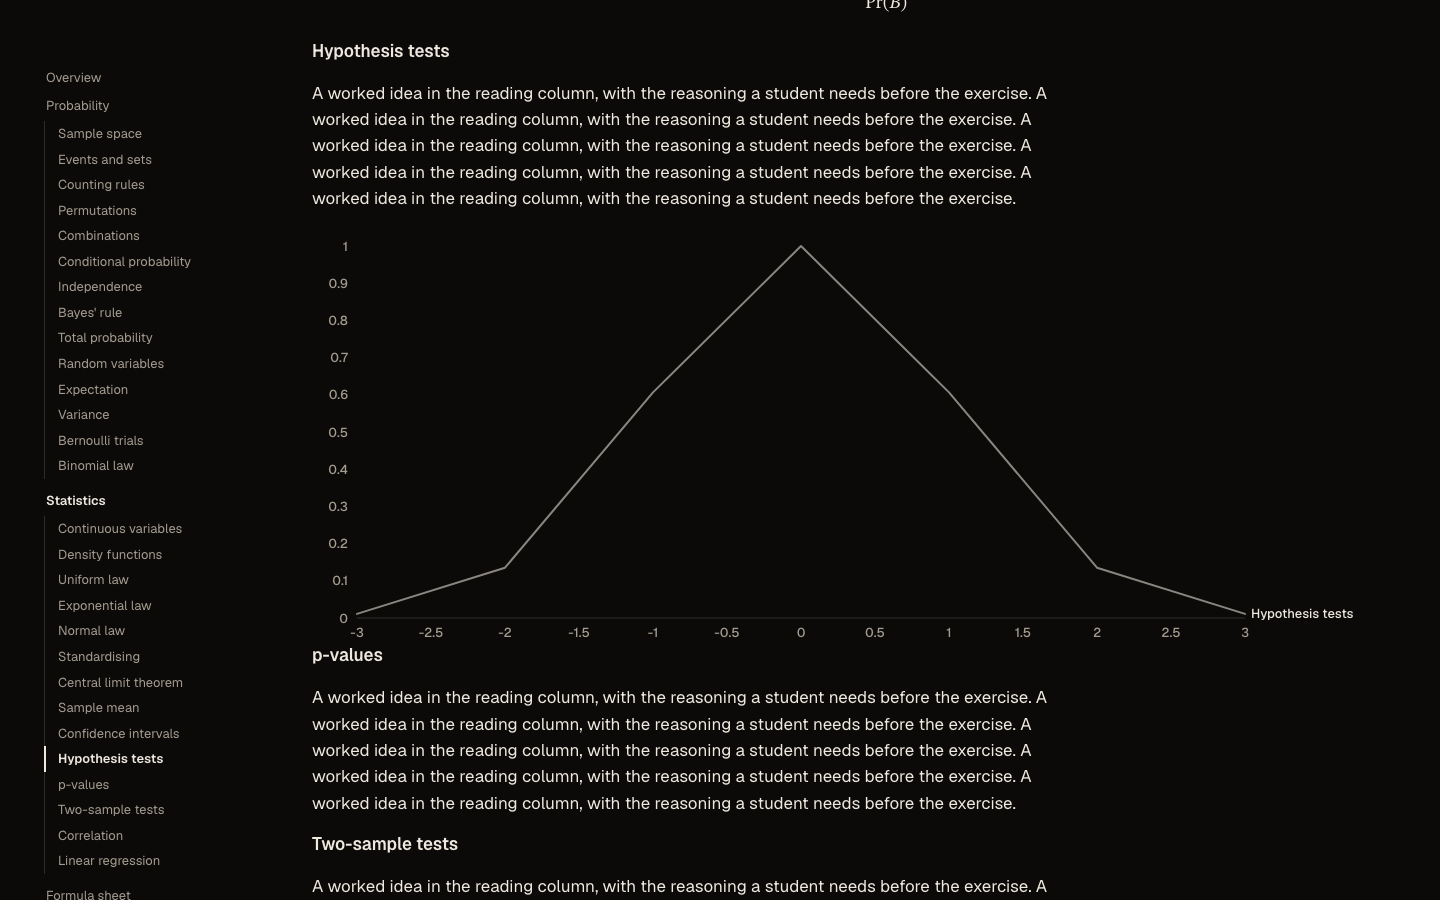 Pr(B)
Overview
Probability
Sample space
Events and sets
Counting rules
Permutations
Combinations
Conditional probability
Independence
Bayes' rule
Total probability
Random variables
Expectation
Variance
Bernoulli trials
Binomial law
Statistics
Continuous variables
Density functions
Uniform law
Exponential law
Normal law
Standardising
Central limit theorem
Sample mean
Confidence intervals
Hypothesis tests
p-values
Two-sample tests
Correlation
Linear regression
Formula sheet
Hypothesis tests
A worked idea in the reading column, with the reasoning a student needs before the exercise. A
worked idea in the reading column, with the reasoning a student needs before the exercise. A
worked idea in the reading column, with the reasoning a student needs before the exercise. A
worked idea in the reading column, with the reasoning a student needs before the exercise. A
worked idea in the reading column, with the reasoning a student needs before the exercise.
1
0.9
0.8
0.7
0.6
0.5
0.4
0.3
0.2
0.1
0
-3 -2.5 -2 -1.5 -1 -0.5 0 0.5 1 1.5 2 2.5 3
Hypothesis tests
p-values
A worked idea in the reading column, with the reasoning a student needs before the exercise. A
worked idea in the reading column, with the reasoning a student needs before the exercise. A
worked idea in the reading column, with the reasoning a student needs before the exercise. A
worked idea in the reading column, with the reasoning a student needs before the exercise. A
worked idea in the reading column, with the reasoning a student needs before the exercise.
Two-sample tests
A worked idea in the reading column, with the reasoning a student needs before the exercise. A